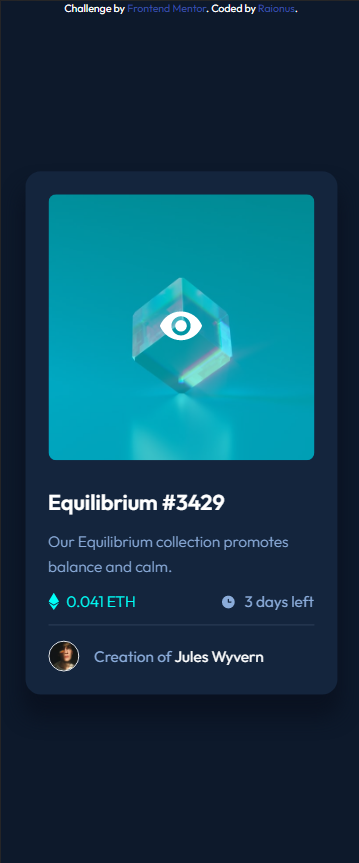 Challenge by Frontend Mentor. Coded by Raionus.
Equilibrium #3429
Our Equilibrium collection promotes
balance and calm.
0.041 ETH
3 days left
Creation of Jules Wyvern